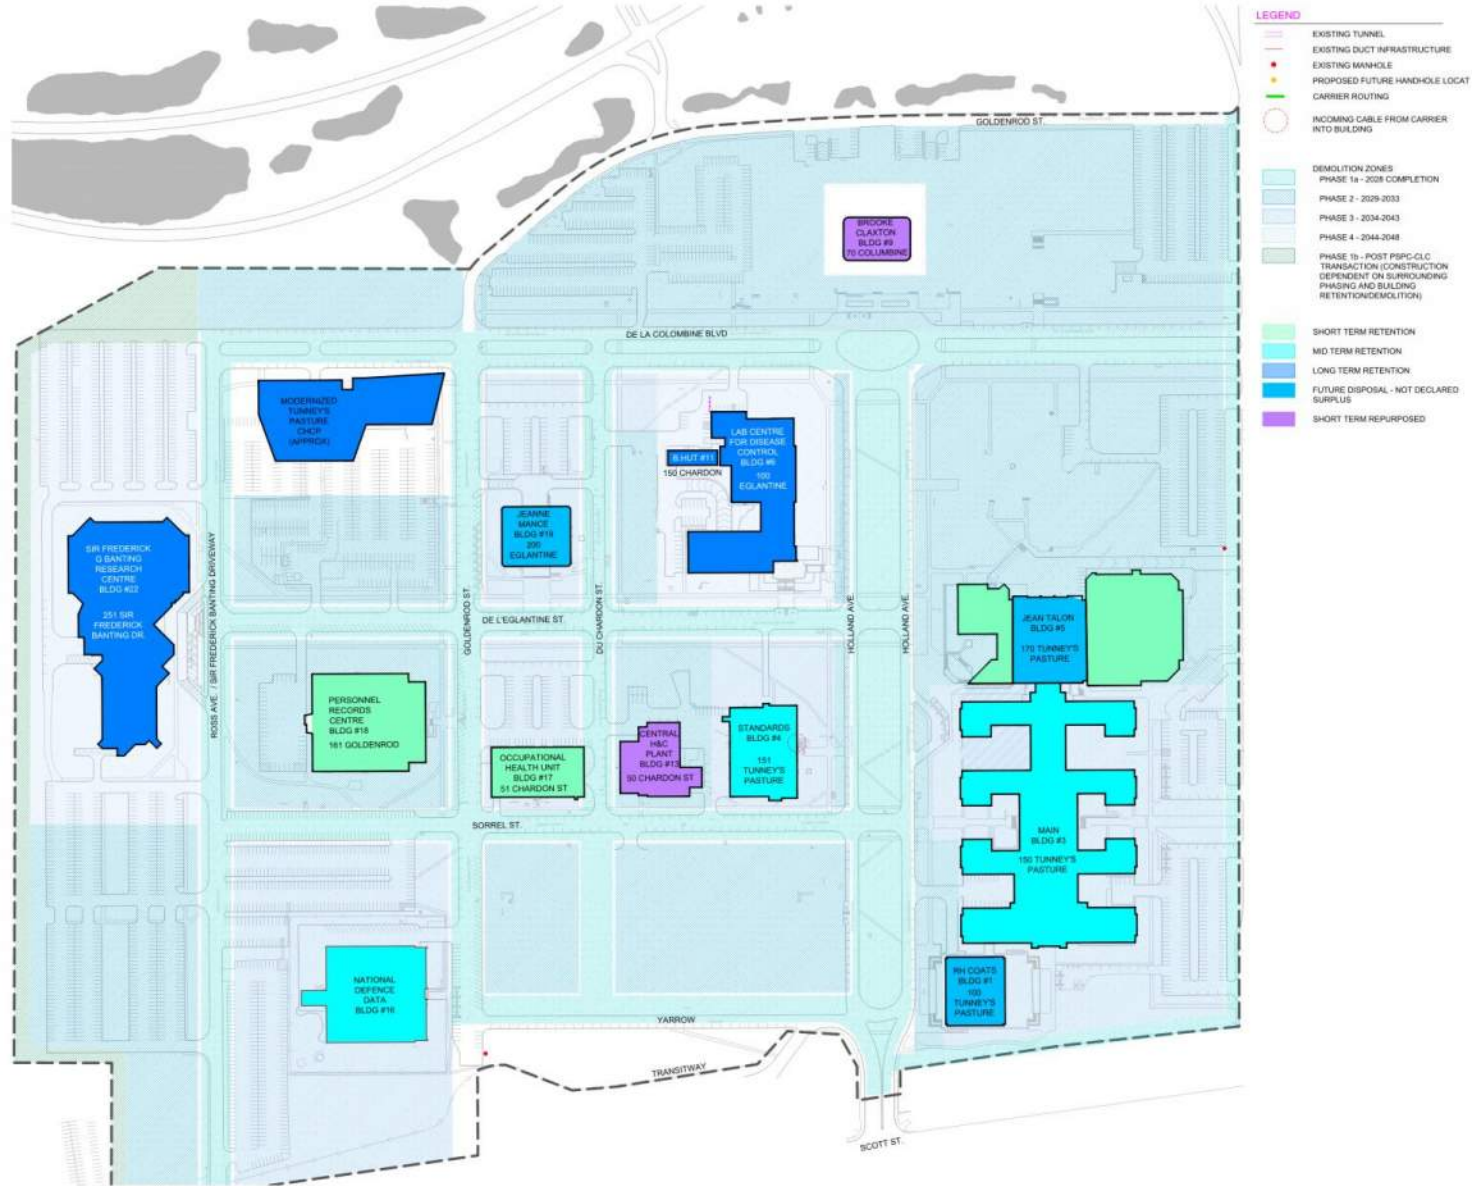 LEGEND
EXISTING TUNNEL
EXISTING DUCT INFRASTRUCTURE
EXISTING MANHOLE
PROPOSED FUTURE HANDHOLE LOCAT
CARRIER ROUTING
INCOMING CABLE FROM CARRIER
INTO BUILDING
DEMOLITION ZONES
PHASE 1a - 2028 COMPLETION
PHASE 2 - 2029-2033
PHASE 3 - 2034-2043
PHASE 4 - 2044-2048
PHASE 1b - POST PSPC-CLC
TRANSACTION (CONSTRUCTION
DEPENDENT ON SURROUNDING
PHASING AND BUILDING
RETENTION/DEMOLITION)
SHORT TERM RETENTION
MID TERM RETENTION
LONG TERM RETENTION
FUTURE DISPOSAL - NOT DECLARED
SURPLUS
SHORT TERM REPURPOSED
GOLDENROD ST.
BROOKE
CLAXTON
BLDG #9
70 COLUMBINE
DE LA COLOMBINE BLVD
MODERNIZED
TUNNEY'S
PASTURE
CHCP
(APPROX)
LAB CENTRE
FOR DISEASE
CONTROL
BLDG #6
100
EGLANTINE
B.HUT #11
150 CHARDON
JEANNE
MANCE
BLDG #19
200
EGLANTINE
SIR FREDERICK
G BANTING
RESEARCH
CENTRE
BLDG #22
251 SIR
FREDERICK
BANTING DR.
ROSS AVE. / SIR FREDERICK BANTING DRIVEWAY
GOLDENROD ST.
DE L'EGLANTINE ST.
DU CHARDON ST.
HOLLAND AVE.
HOLLAND AVE.
JEAN TALON
BLDG #5
170 TUNNEY'S
PASTURE
PERSONNEL
RECORDS
CENTRE
BLDG #18
161 GOLDENROD
OCCUPATIONAL
HEALTH UNIT
BLDG #17
51 CHARDON ST
CENTRAL
H&C
PLANT
BLDG #13
50 CHARDON ST
STANDARDS
BLDG #4
151
TUNNEY'S
PASTURE
SORREL ST.
MAIN
BLDG #3
150 TUNNEY'S
PASTURE
NATIONAL
DEFENCE
DATA
BLDG #16
RH COATS
BLDG #1
100
TUNNEY'S
PASTURE
YARROW
TRANSITWAY
SCOTT ST.